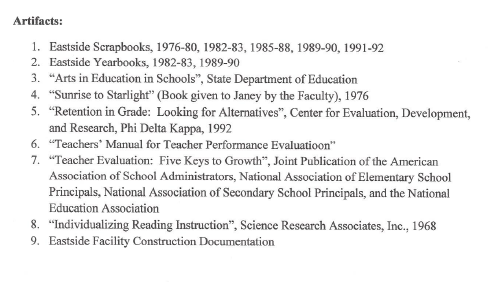 Artifacts:
1. Eastside Scrapbooks, 1976-80, 1982-83, 1985-88, 1989-90, 1991-92
2. Eastside Yearbooks, 1982-83, 1989-90
3. “Arts in Education in Schools”, State Department of Education
4. “Sunrise to Starlight” (Book given to Janey by the Faculty), 1976
5. “Retention in Grade:  Looking for Alternatives”, Center for Evaluation, Development,
and Research, Phi Delta Kappa, 1992
6. “Teachers’ Manual for Teacher Performance Evaluatioon”
7. “Teacher Evaluation:  Five Keys to Growth”, Joint Publication of the American
Association of School Administrators, National Association of Elementary School
Principals, National Association of Secondary School Principals, and the National
Education Association
8. “Individualizing Reading Instruction”, Science Research Associates, Inc., 1968
9. Eastside Facility Construction Documentation